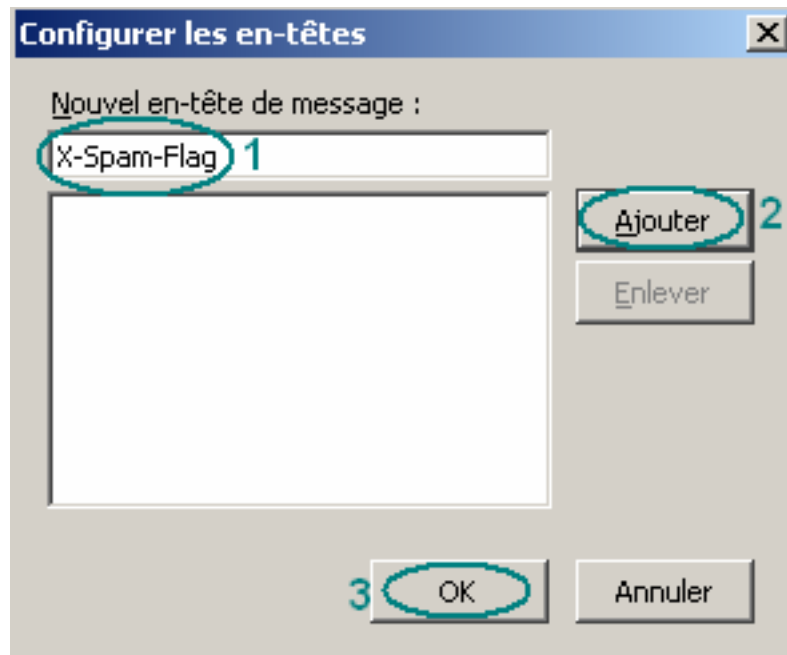 Configurer les en-têtes
Nouvel en-tête de message :
X-Spam-Flag 1
Ajouter 2
Enlever
3 OK Annuler